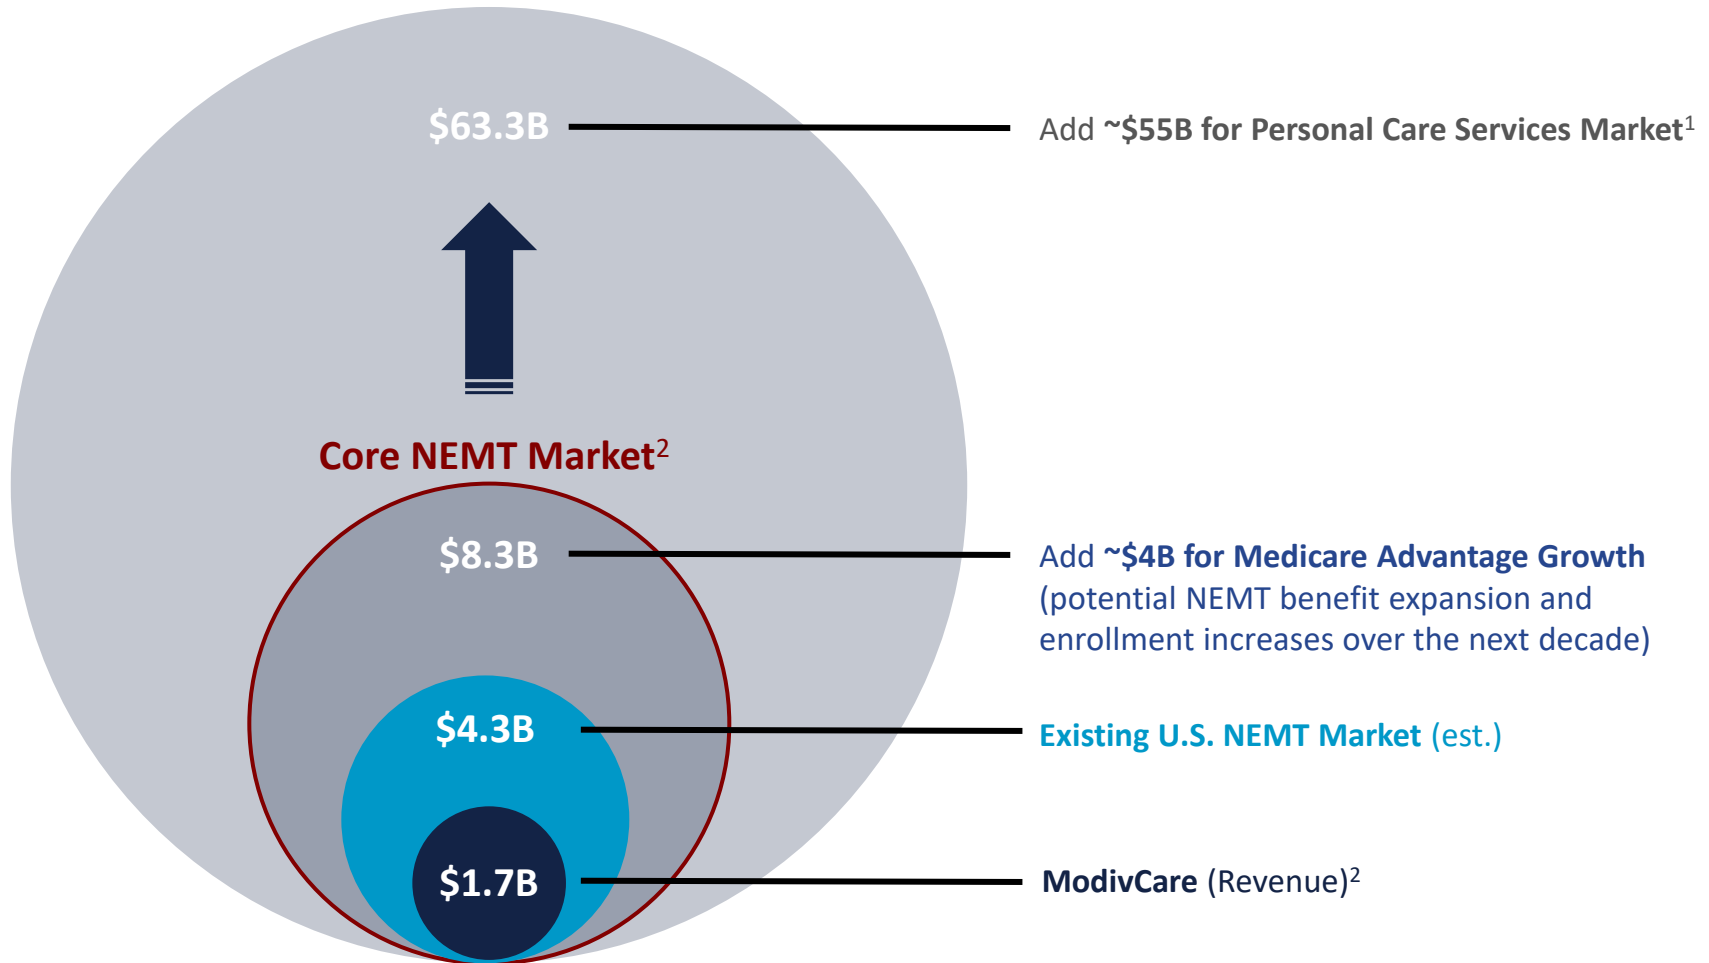 $63.3B
Add ~$55B for Personal Care Services Market1
Core NEMT Market2
$8.3B
Add ~$4B for Medicare Advantage Growth
(potential NEMT benefit expansion and
enrollment increases over the next decade)
$4.3B
Existing U.S. NEMT Market (est.)
$1.7B
ModivCare (Revenue)2